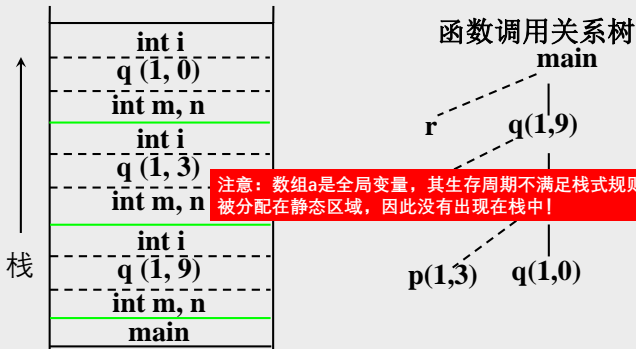 函数调用关系树
main
int i
q (1, 0)
int m, n
r
q(1,9)
int i
q (1, 3)
int m, n
注意：数组a是全局变量，其生存周期不满足栈式规则
被分配在静态区域，因此没有出现在栈中！
int i
q (1, 9)
int m, n
main
栈
p(1,3)
q(1,0)